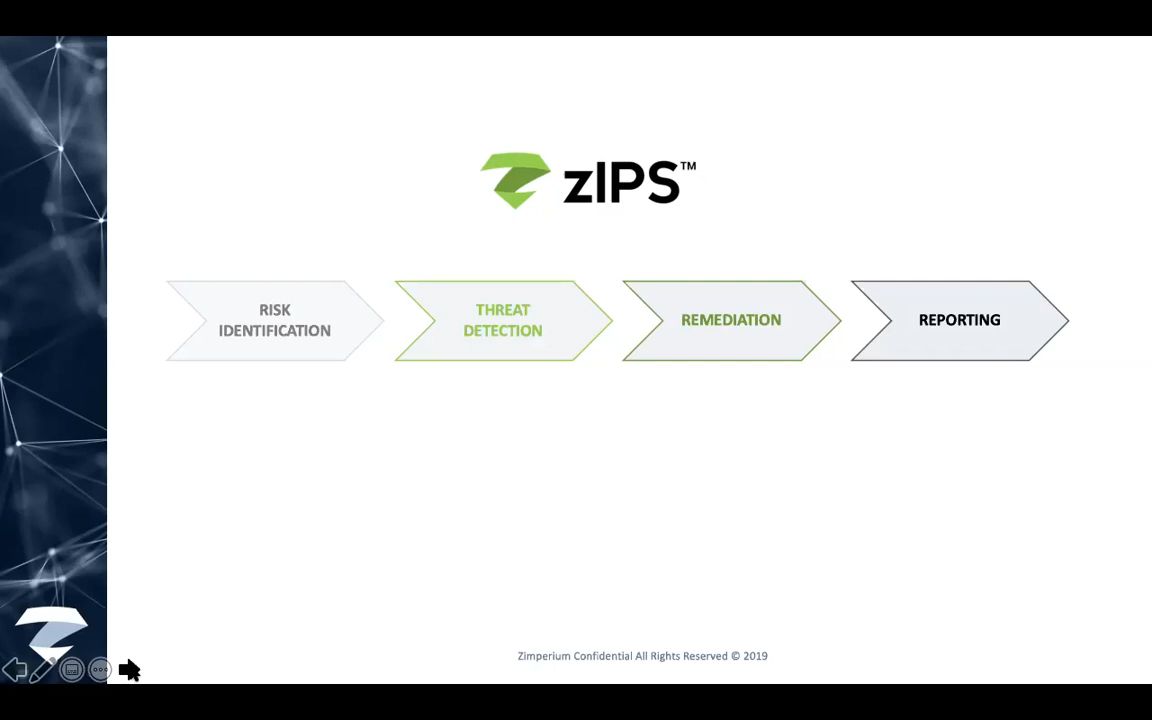 zIPS™
RISK
IDENTIFICATION
THREAT
DETECTION
REMEDIATION
REPORTING
Zimperium Confidential All Rights Reserved © 2019